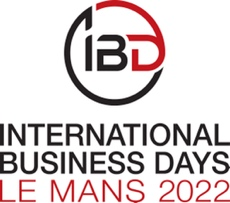 IBD
INTERNATIONAL
BUSINESS DAYS
LE MANS 2022